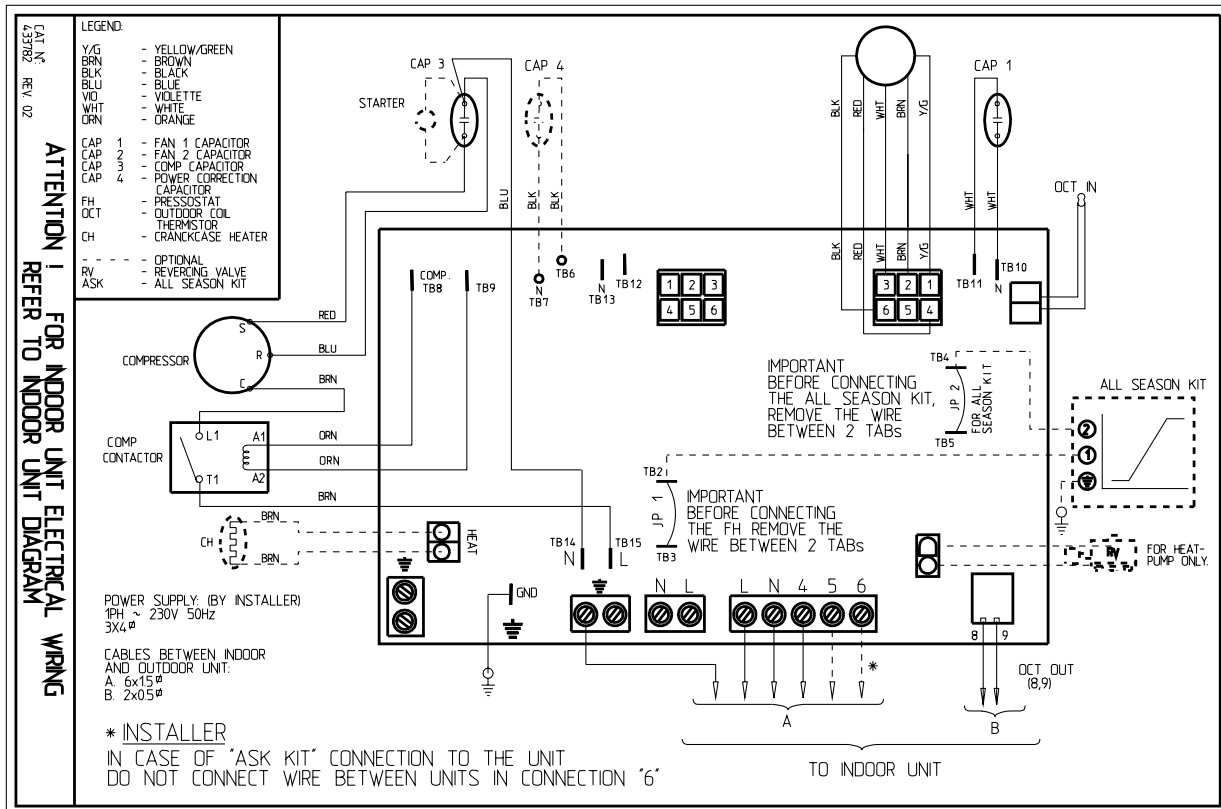 CAT Nº: 433782 REV. 02
ATTENTION ! FOR INDOOR UNIT ELECTRICAL WIRING
REFER TO INDOOR UNIT DIAGRAM
LEGEND:
Y/G - YELLOW/GREEN
BRN - BROWN
BLK - BLACK
BLU - BLUE
VIO - VIOLETTE
WHT - WHITE
ORN - ORANGE
CAP 1 - FAN 1 CAPACITOR
CAP 2 - FAN 2 CAPACITOR
CAP 3 - COMP CAPACITOR
CAP 4 - POWER CORRECTION
CAPACITOR
FH - PRESSOSTAT
OCT - OUTDOOR COIL
THERMISTOR
CH - CRANCKCASE HEATER
- - - - - OPTIONAL
RV - REVERCING VALVE
ASK - ALL SEASON KIT
CAP 3
STARTER
CAP 4
BLU
BLK
BLK
BLK
RED
WHT
BRN
Y/G
CAP 1
WHT
WHT
OCT IN
COMP.
TB8
TB9
N
TB7
TB6
N
TB13
TB12
1 2 3
4 5 6
BLK
RED
WHT
BRN
Y/G
3 2 1
6 5 4
TB11
TB10
N
COMPRESSOR
S
R
C
RED
BLU
BRN
COMP
CONTACTOR
L1
T1
A1
A2
ORN
ORN
BRN
CH
BRN
BRN
HEAT
IMPORTANT
BEFORE CONNECTING
THE ALL SEASON KIT,
REMOVE THE WIRE
BETWEEN 2 TABs
TB4
JP 2
TB5
FOR ALL
SEASON KIT
ALL SEASON KIT
2
1
TB2
JP 1
TB3
IMPORTANT
BEFORE CONNECTING
THE FH REMOVE THE
WIRE BETWEEN 2 TABs
TB14
N
TB15
L
GND
N L
L N 4 5 6
RV
FOR HEAT-
PUMP ONLY.
8 9
OCT OUT
(8,9)
*
A
B
TO INDOOR UNIT
POWER SUPPLY: (BY INSTALLER)
1PH ~ 230V 50Hz
3X4⌀
CABLES BETWEEN INDOOR
AND OUTDOOR UNIT:
A. 6x1.5⌀
B. 2x0.5⌀
* INSTALLER
IN CASE OF "ASK KIT" CONNECTION TO THE UNIT
DO NOT CONNECT WIRE BETWEEN UNITS IN CONNECTION "6"